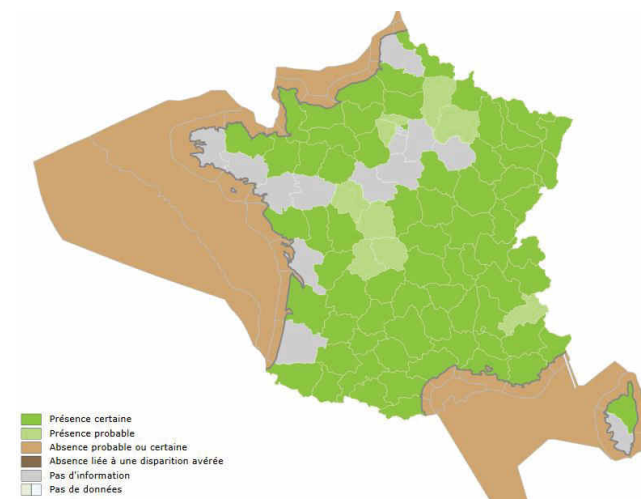 Présence certaine
Présence probable
Absence probable ou certaine
Absence liée à une disparition avérée
Pas d'information
Pas de données